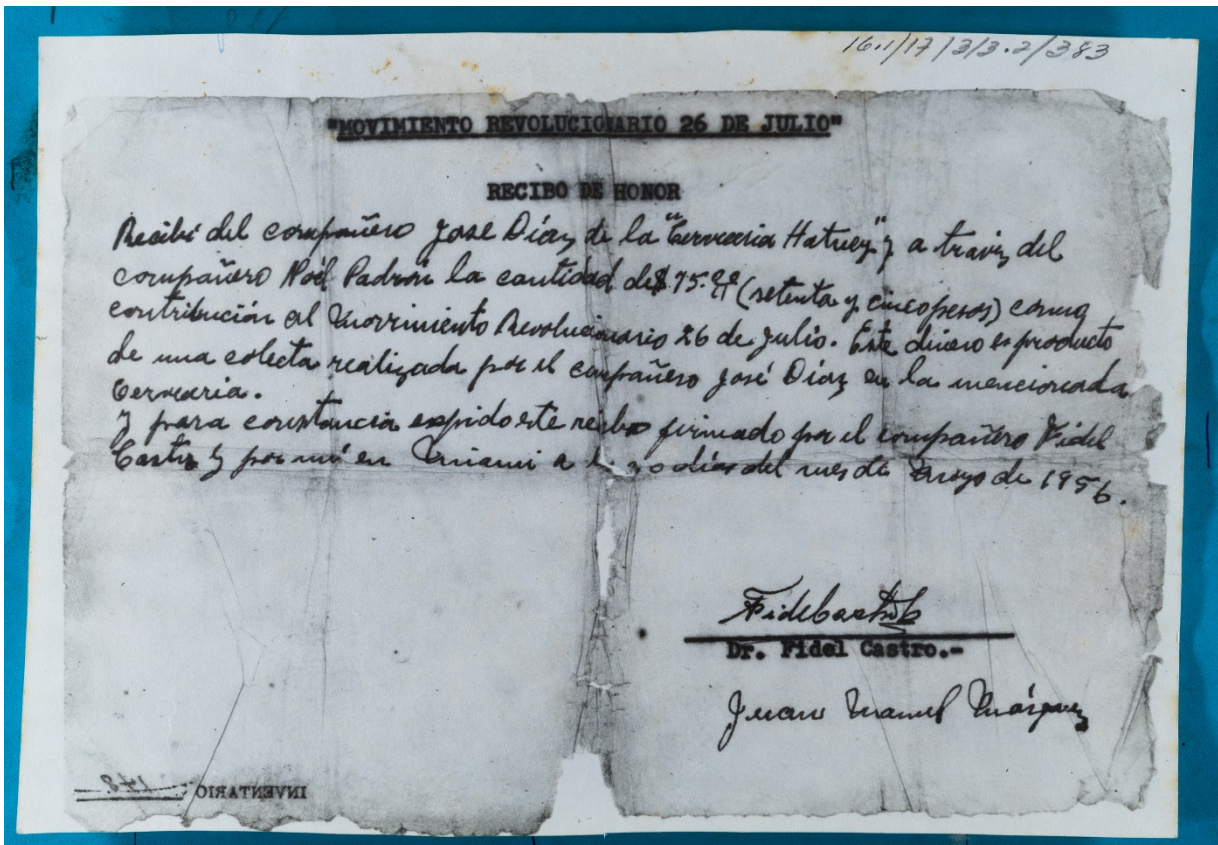 16.1/17/3/3.2/383
"MOVIMIENTO REVOLUCIONARIO 26 DE JULIO"
RECIBO DE HONOR
Recibí del compañero José Díaz de la "Cervecería Hatuey" y a travéz del
compañero Noél Padrón la cantidad de $75.00 (setenta y cinco pesos) como
contribución al Movimiento Revolucionario 26 de Julio. Este dinero es producto
de una colecta realizada por el compañero José Díaz en la mencionada
Cervecería.
Y para constancia expido este recibo firmado por el compañero Fidel
Castro y por mí en Miami a los 30 días del mes de Mayo de 1956.
Fidel Castro
Dr. Fidel Castro.-
Juan Manuel Márquez
INVENTARIO